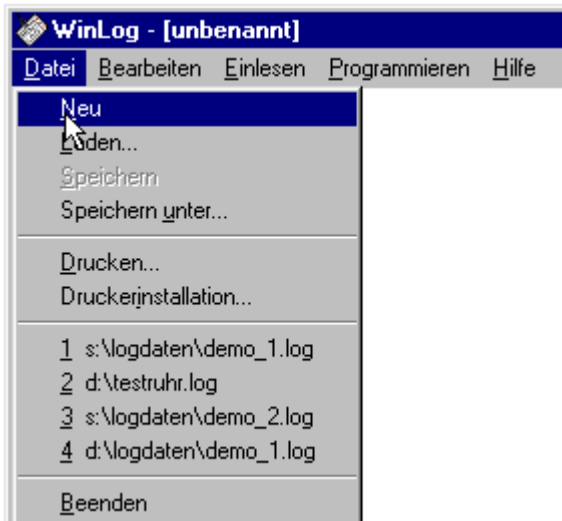 WinLog - [unbenannt]
Datei Bearbeiten Einlesen Programmieren Hilfe
Neu
Laden...
Speichern
Speichern unter...
Drucken...
Druckerinstallation...
1 s:\logdaten\demo_1.log
2 d:\testruhr.log
3 s:\logdaten\demo_2.log
4 d:\logdaten\demo_1.log
Beenden